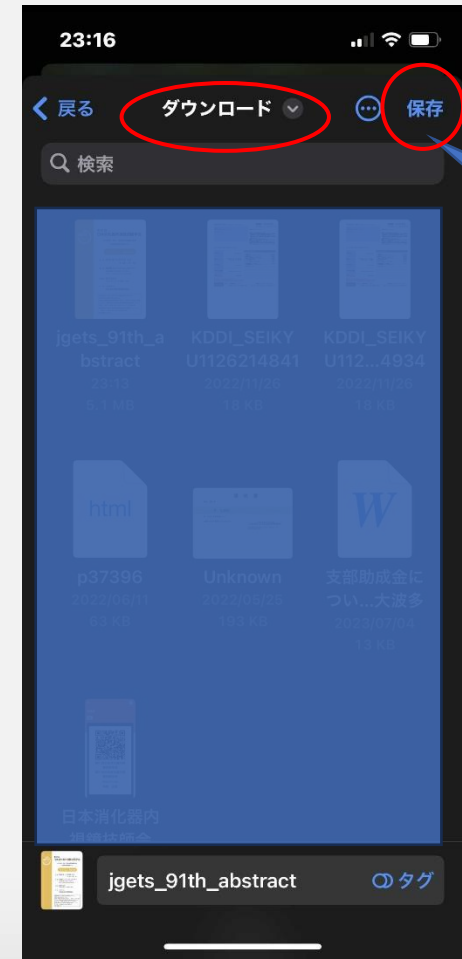 23:16
戻る
ダウンロード
保存
検索
jgets_91th_a
bstract
23:13
5.1 MB
KDDI_SEIKY
U1126214841
2022/11/25
18 KB
KDDI_SEIKY
U112...4934
2022/11/25
18 KB
html
p37396
2022/06/11
63 KB
Unknown
2022/05/25
193 KB
W
支部助成金に
つい...大波多
2023/07/04
13 KB
日本消化器内
jgets_91th_abstract
タグ